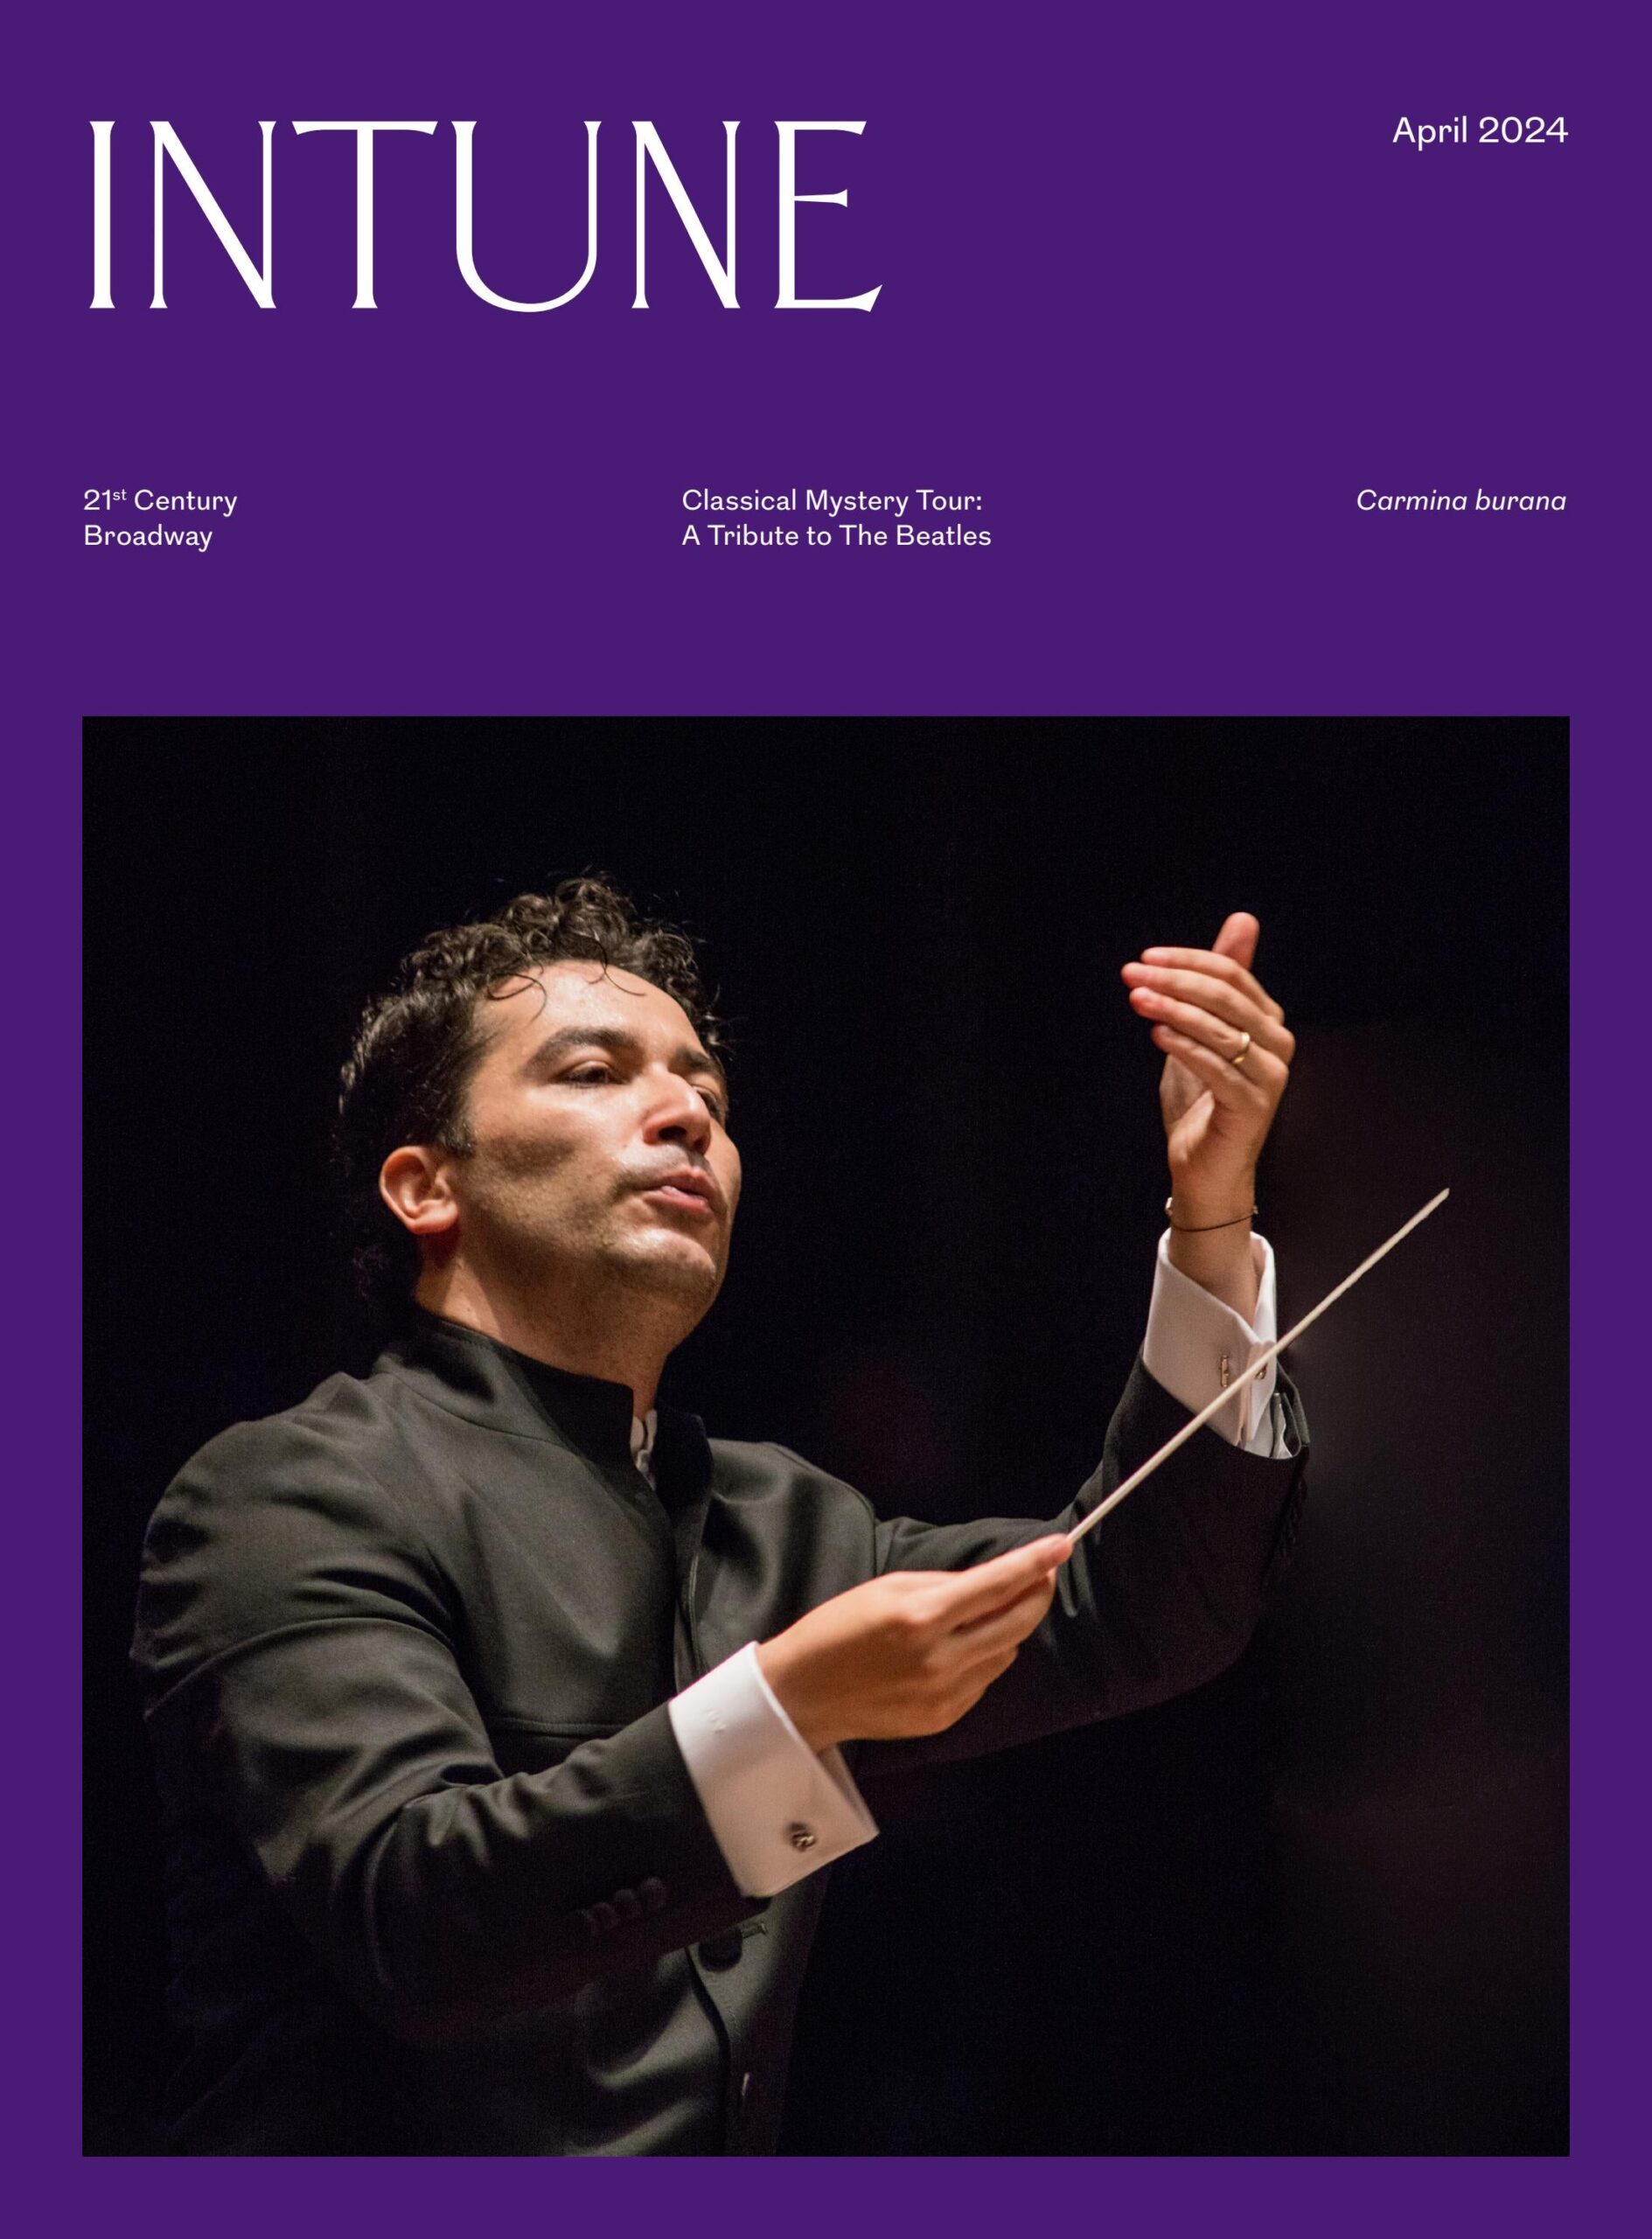 INTUNE
April 2024
21st Century
Broadway
Classical Mystery Tour:
A Tribute to The Beatles
Carmina burana